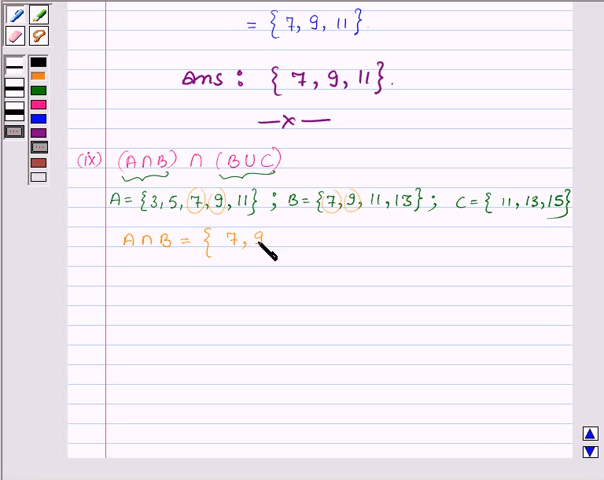 = {7, 9, 11}
Ans : {7, 9, 11}.
—x—
(ix) (A∩B) ∩ (B∪C)
A = {3, 5, 7, 9, 11} ; B = {7, 9, 11, 13} ; C = {11, 13, 15}
A∩B = { 7, 9